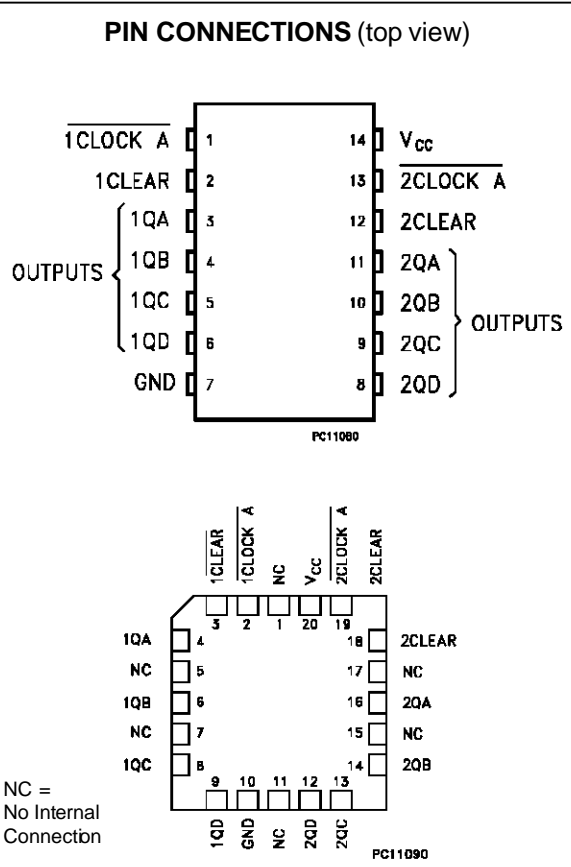 PIN CONNECTIONS (top view)
1CLOCK A 1 14 VCC
1CLEAR 2 13 2CLOCK A
1QA 3 12 2CLEAR
1QB 4 11 2QA
OUTPUTS
1QC 5 10 2QB
OUTPUTS
1QD 6 9 2QC
GND 7 8 2QD
PC11080
1CLEAR 1CLOCK A NC VCC 2CLOCK A 2CLEAR
3 2 1 20 19
1QA 4 18 2CLEAR
NC 5 17 NC
1QB 6 16 2QA
NC 7 15 NC
1QC 8 14 2QB
9 10 11 12 13
1QD GND NC 2QD 2QC
NC =
No Internal
Connection
PC11090